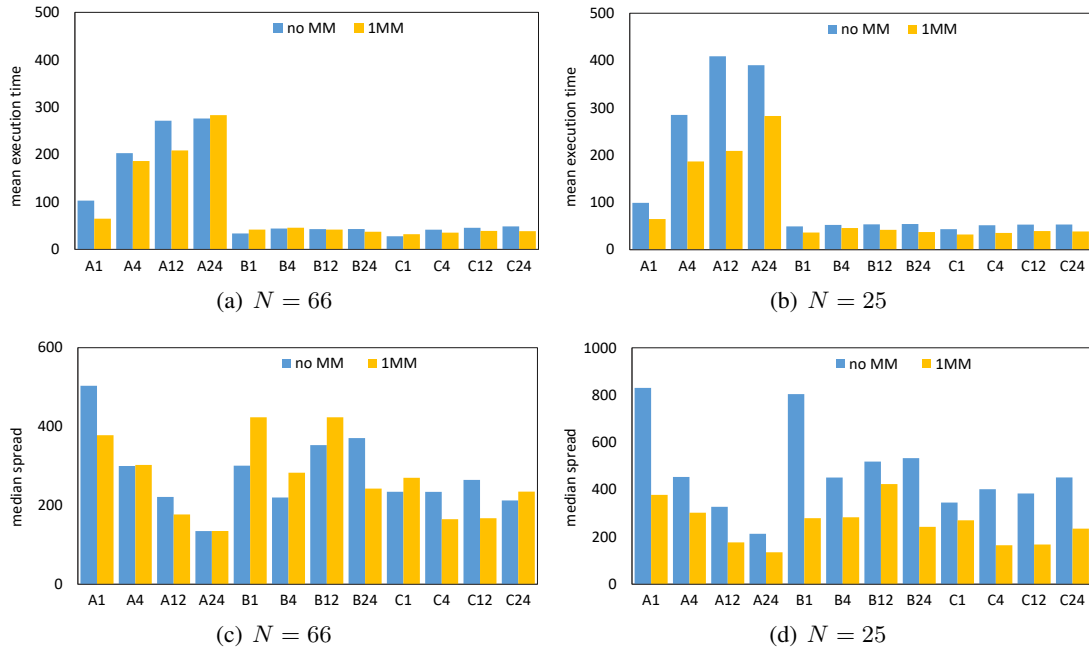 mean execution time
500
400
300
200
100
0
no MM 1MM
A1 A4 A12 A24 B1 B4 B12 B24 C1 C4 C12 C24
(a) N = 66
mean execution time
500
400
300
200
100
0
no MM 1MM
A1 A4 A12 A24 B1 B4 B12 B24 C1 C4 C12 C24
(b) N = 25
median spread
600
400
200
0
no MM 1MM
A1 A4 A12 A24 B1 B4 B12 B24 C1 C4 C12 C24
(c) N = 66
median spread
1000
800
600
400
200
0
no MM 1MM
A1 A4 A12 A24 B1 B4 B12 B24 C1 C4 C12 C24
(d) N = 25